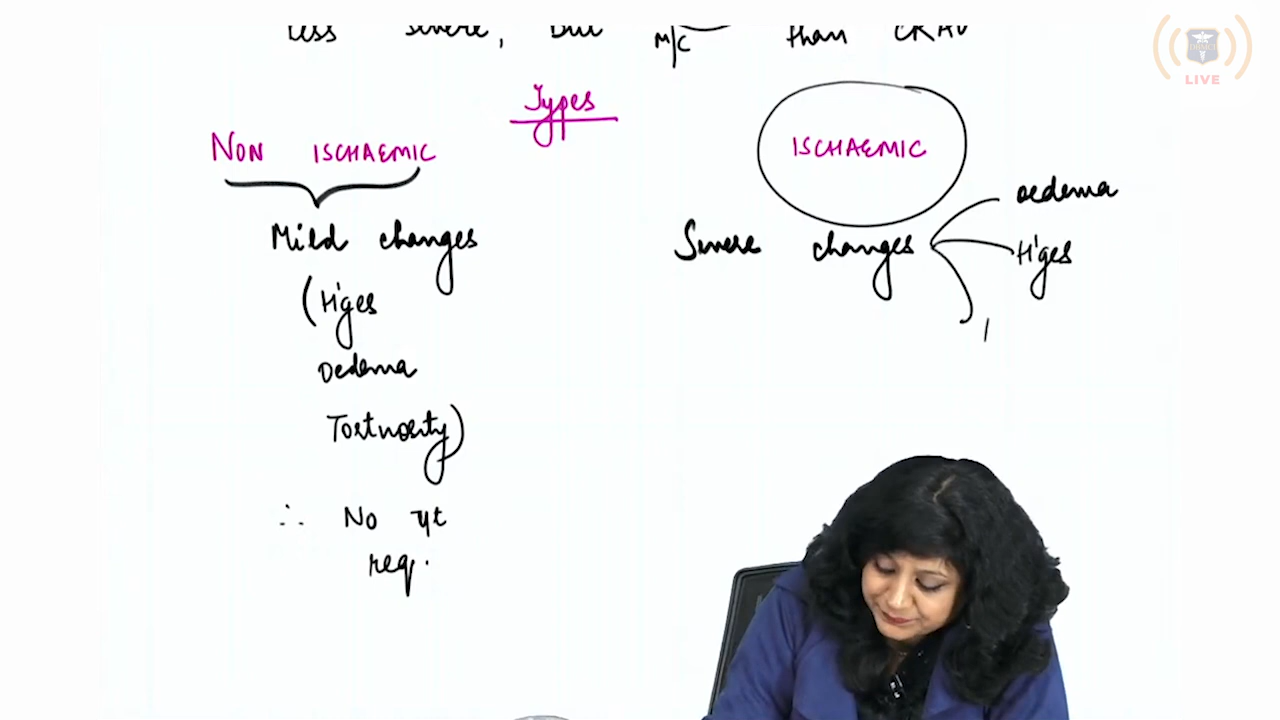 less severe, but M/C than CRAO
Types
NON ISCHAEMIC
ISCHAEMIC
Mild changes
(H'ges
Oedema
Tortuosity)
∴ No
req.
Severe changes
oedema
H'ges
LIVE